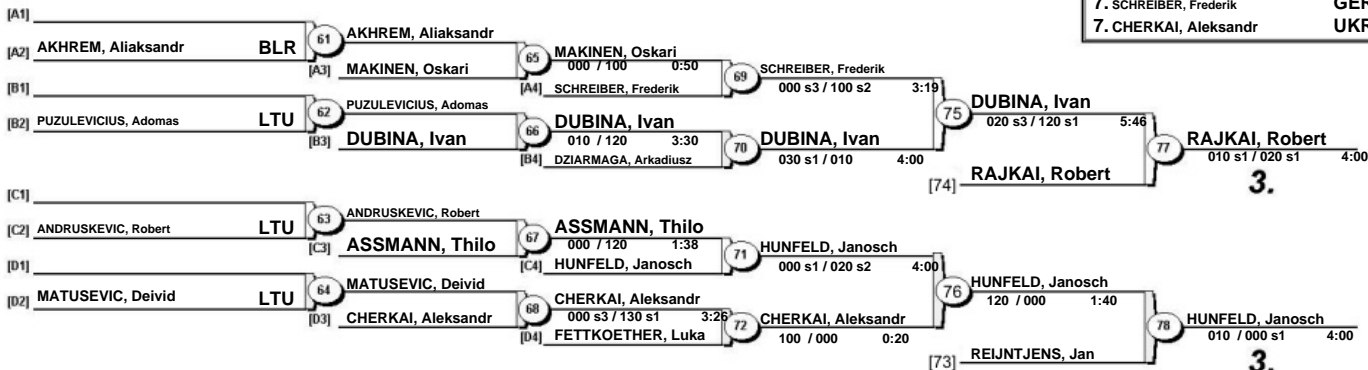 7. SCHREIBER, Frederik GER
7. CHERKAI, Aleksandr UKR
[A1]
[A2] AKHREM, Aliaksandr BLR
61
AKHREM, Aliaksandr
[A3] MAKINEN, Oskari
65
MAKINEN, Oskari
000 / 100 0:50
[A4] SCHREIBER, Frederik
69
SCHREIBER, Frederik
000 s3 / 100 s2 3:19
[B1]
[B2] PUZULEVICIUS, Adomas LTU
62
PUZULEVICIUS, Adomas
[B3] DUBINA, Ivan
66
DUBINA, Ivan
010 / 120 3:30
[B4] DZIARMAGA, Arkadiusz
70
DUBINA, Ivan
030 s1 / 010 4:00
75
DUBINA, Ivan
020 s3 / 120 s1 5:46
[74] RAJKAI, Robert
77
RAJKAI, Robert
010 s1 / 020 s1 4:00
3.
[C1]
[C2] ANDRUSKEVIC, Robert LTU
63
ANDRUSKEVIC, Robert
[C3] ASSMANN, Thilo
67
ASSMANN, Thilo
000 / 120 1:38
[C4] HUNFELD, Janosch
71
HUNFELD, Janosch
000 s1 / 020 s2 4:00
[D1]
[D2] MATUSEVIC, Deivid LTU
64
MATUSEVIC, Deivid
[D3] CHERKAI, Aleksandr
68
CHERKAI, Aleksandr
000 s3 / 130 s1 3:26
[D4] FETTKOETHER, Luka
72
CHERKAI, Aleksandr
100 / 000 0:20
76
HUNFELD, Janosch
120 / 000 1:40
[73] REIJNTJENS, Jan
78
HUNFELD, Janosch
010 / 000 s1 4:00
3.